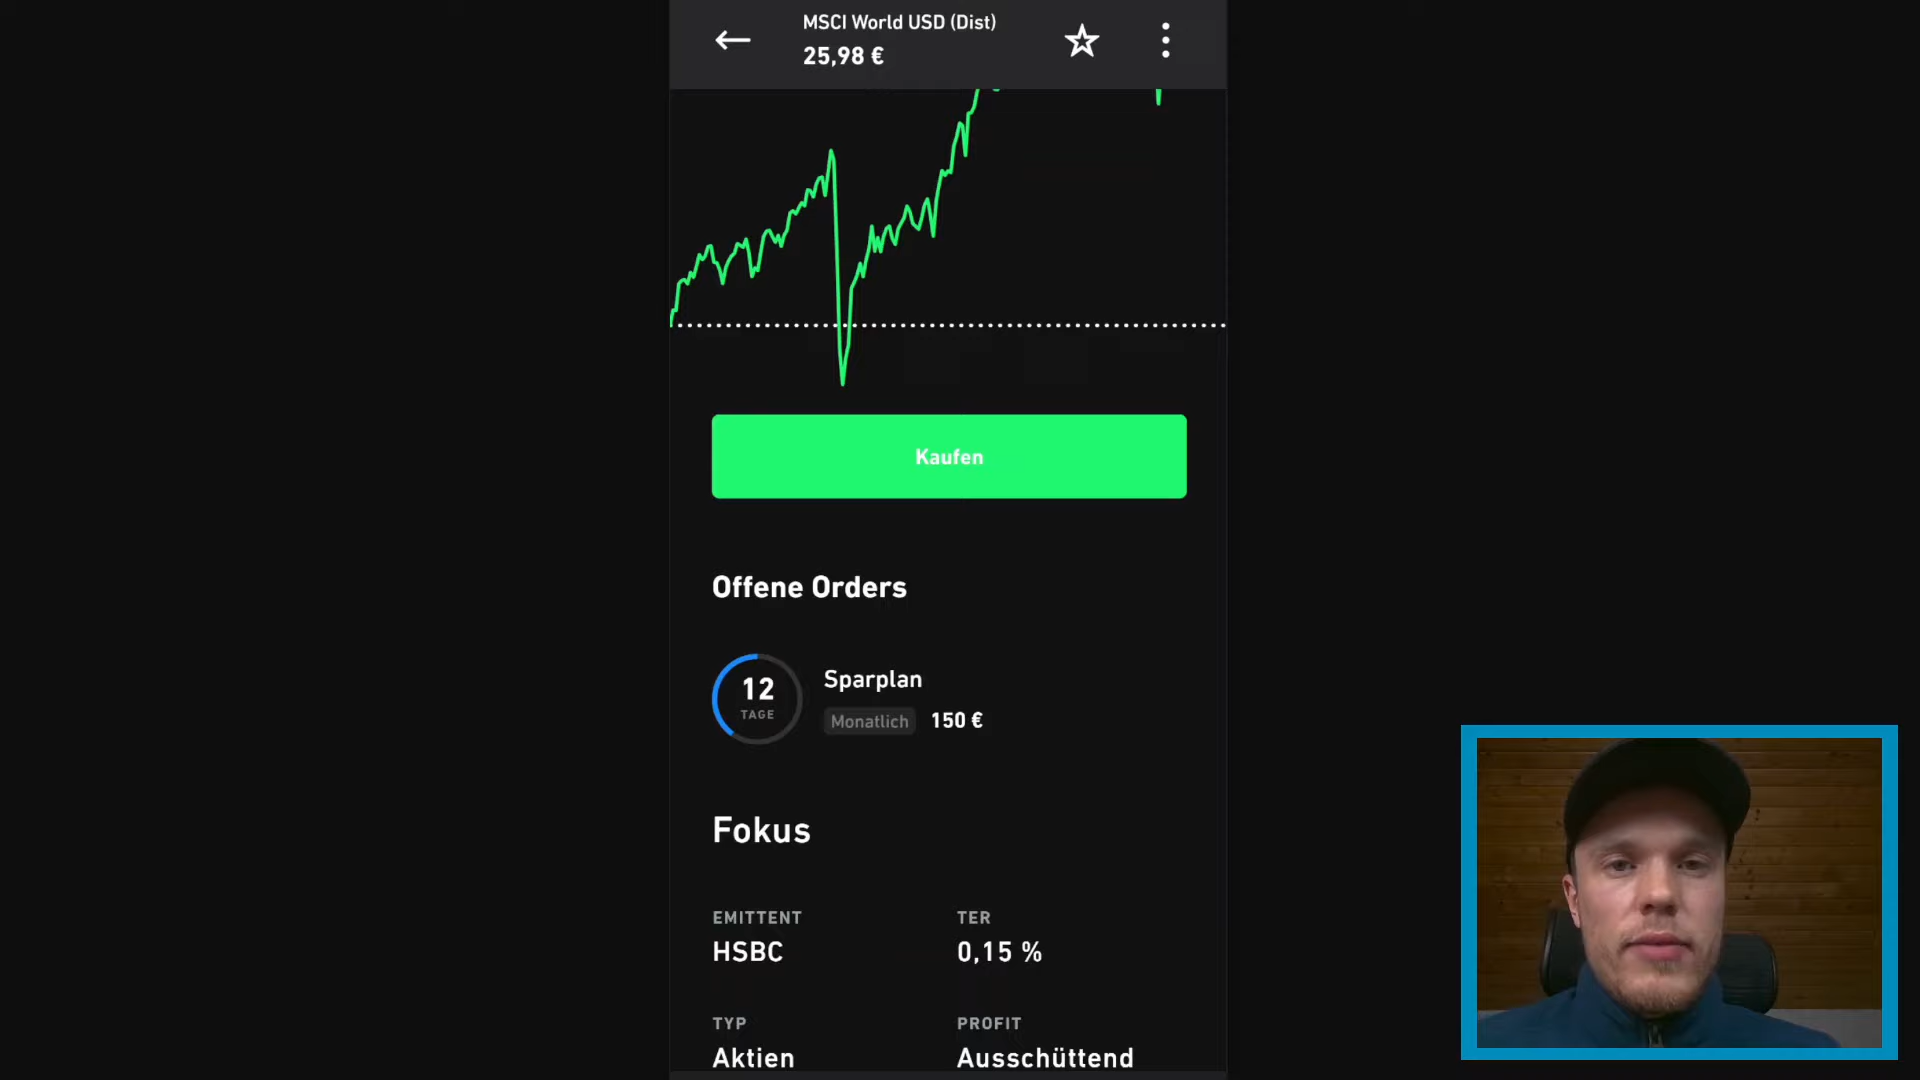 MSCI World USD (Dist)
25,98 €
Kaufen
Offene Orders
12
TAGE
Sparplan
Monatlich 150 €
Fokus
EMITTENT
HSBC
TER
0,15 %
TYP
Aktien
PROFIT
Ausschüttend